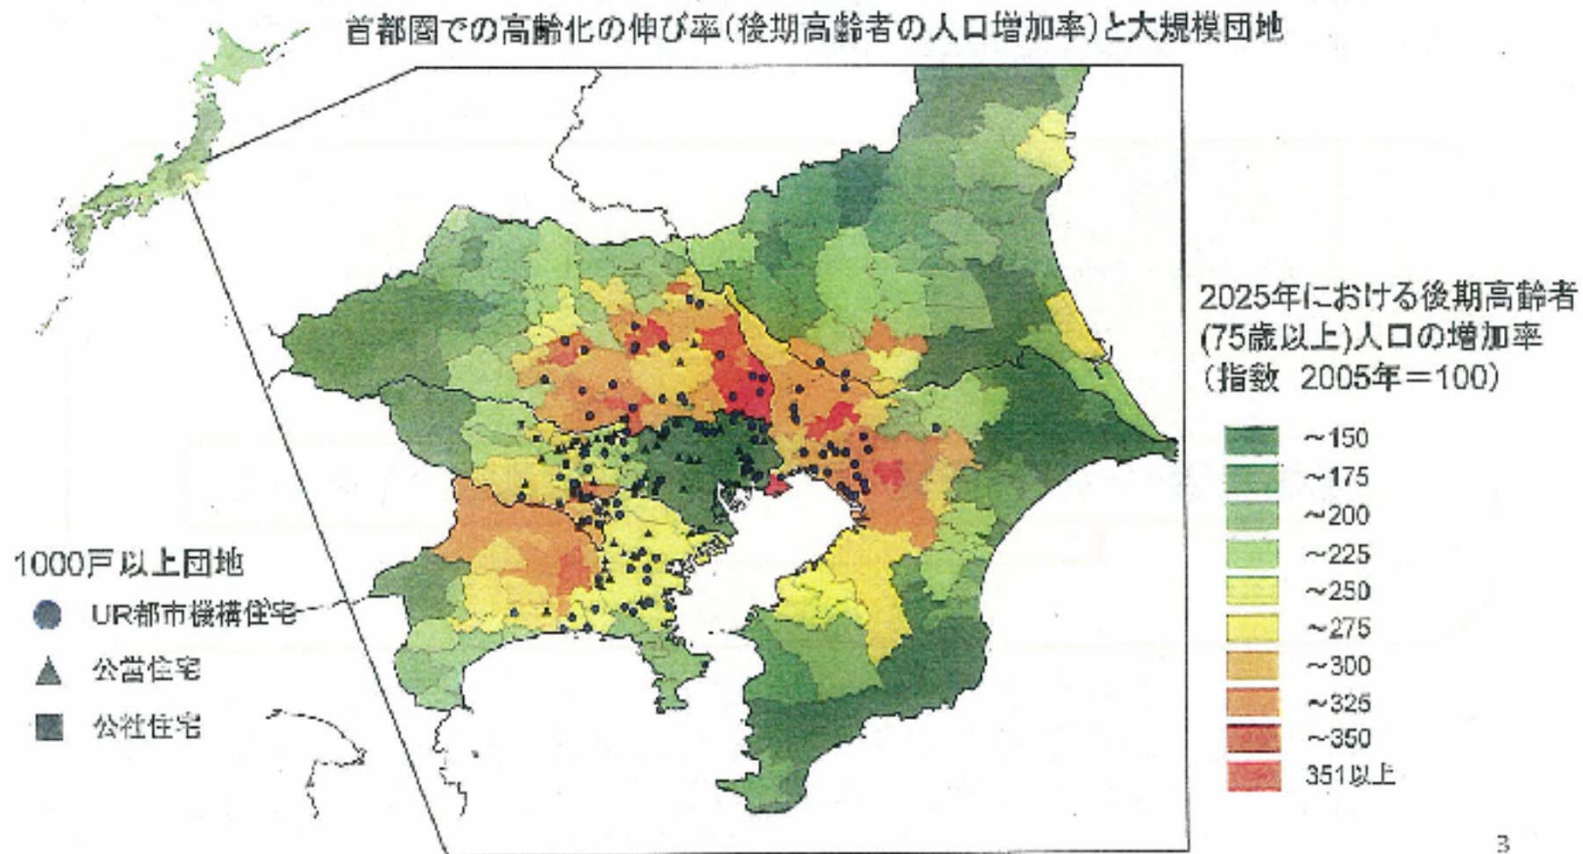 首都圏での高齢化の伸び率(後期高齢者の人口増加率)と大規模団地
2025年における後期高齢者
(75歳以上)人口の増加率
(指数 2005年=100)
~150
~175
~200
~225
~250
~275
~300
~325
~350
351以上
1000戸以上団地
UR都市機構住宅
公営住宅
公社住宅
3